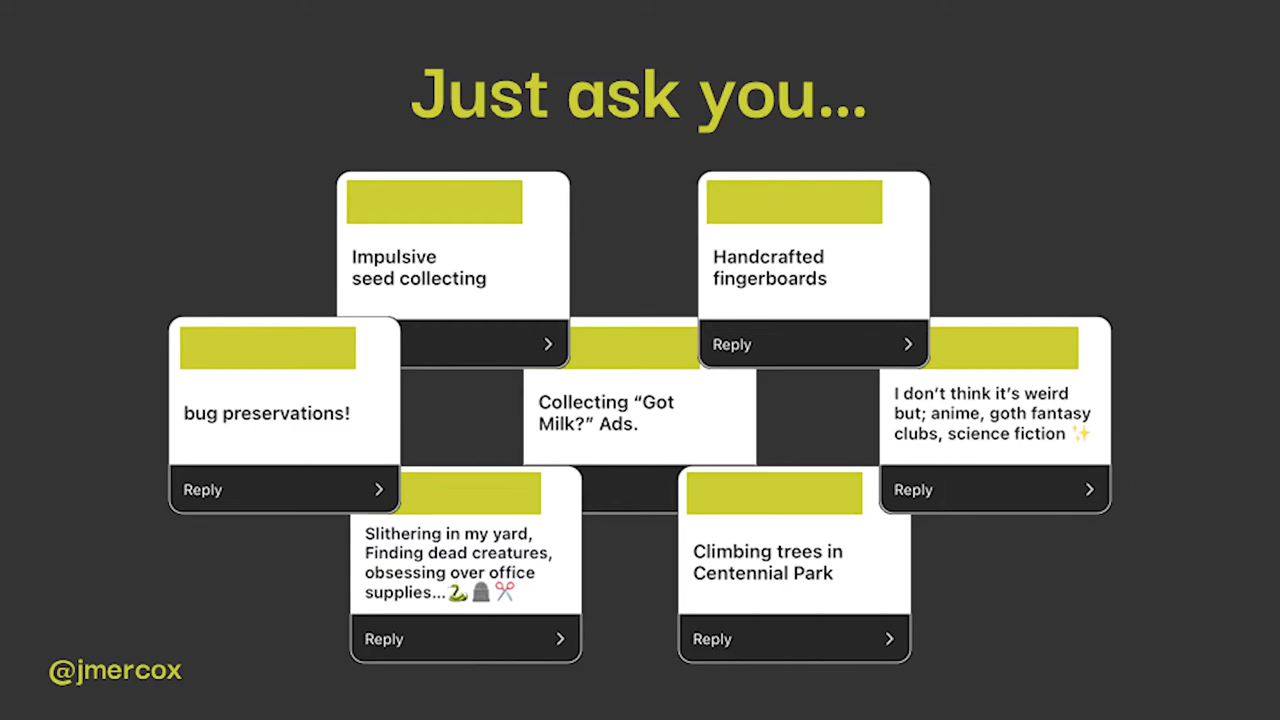 Just ask you...
Impulsive
seed collecting
Handcrafted
fingerboards
Reply
bug preservations!
Reply
Collecting “Got
Milk?” Ads.
I don’t think it’s weird
but; anime, goth fantasy
clubs, science fiction ✨
Reply
Slithering in my yard,
Finding dead creatures,
obsessing over office
supplies...🐍🪦✂️
Reply
Climbing trees in
Centennial Park
Reply
@jmercox